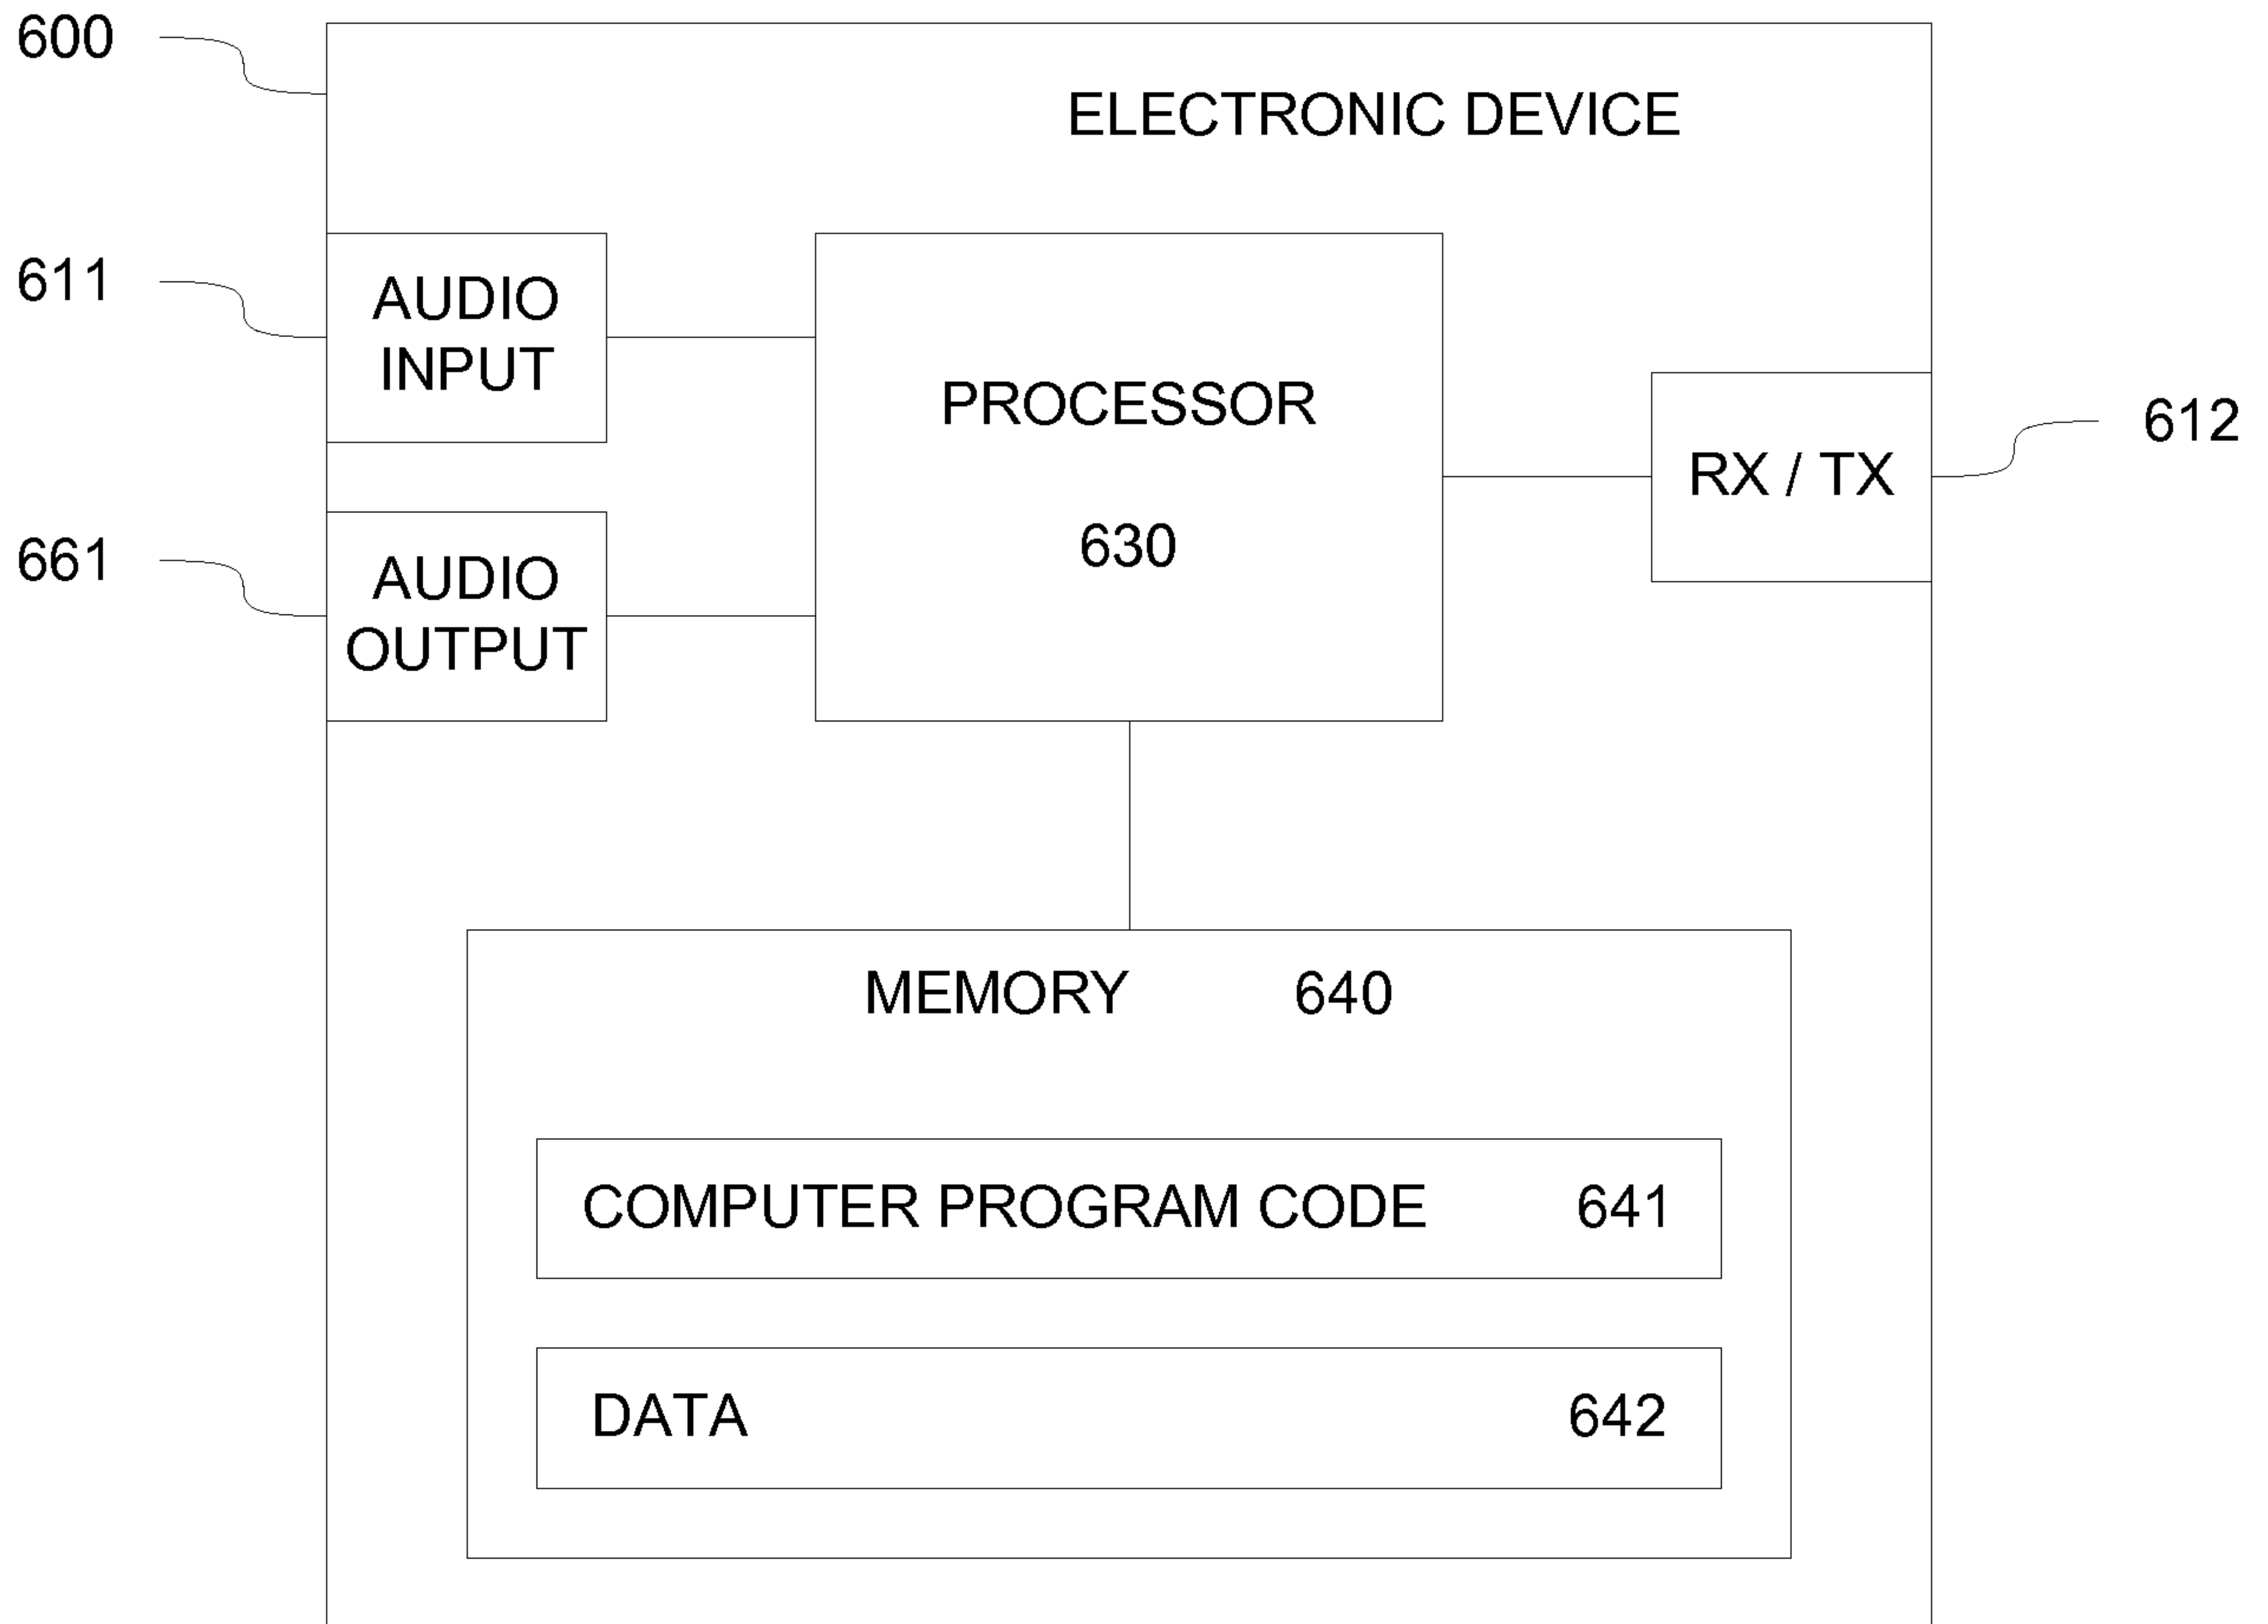 600
ELECTRONIC DEVICE
611
AUDIO
INPUT
PROCESSOR
630
RX / TX
612
661
AUDIO
OUTPUT
MEMORY 640
COMPUTER PROGRAM CODE 641
DATA 642